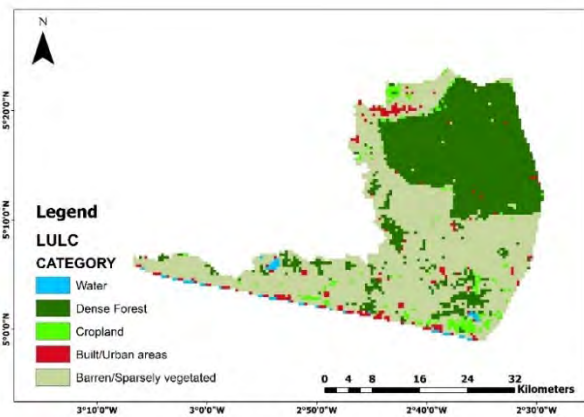 N
5°20'0"N
5°10'0"N
5°0'0"N
Legend
LULC
CATEGORY
Water
Dense Forest
Cropland
Built/Urban areas
Barren/Sparsely vegetated
0 4 8 16 24 32
Kilometers
3°10'0"W 3°0'0"W 2°50'0"W 2°40'0"W 2°30'0"W